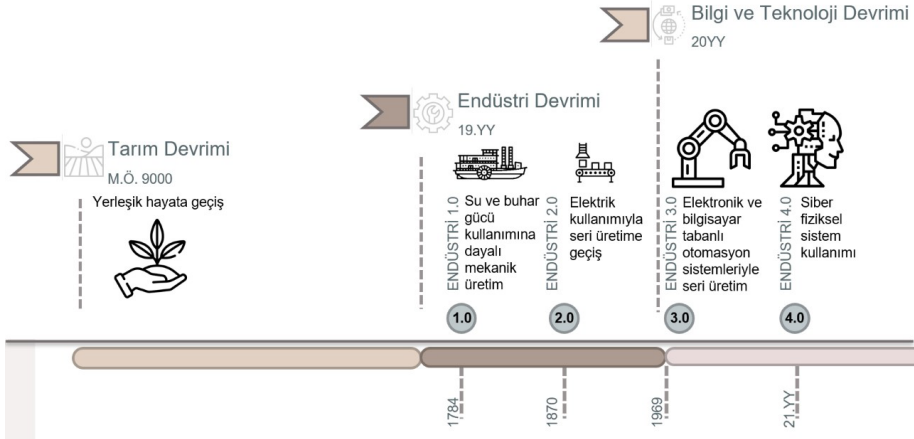 Tarım Devrimi
M.Ö. 9000
Yerleşik hayata geçiş
Endüstri Devrimi
19.YY
ENDÜSTRİ 1.0
Su ve buhar
gücü
kullanımına
dayalı
mekanik
üretim
1.0
ENDÜSTRİ 2.0
Elektrik
kullanımıyla
seri üretime
geçiş
2.0
Bilgi ve Teknoloji Devrimi
20YY
ENDÜSTRİ 3.0
Elektronik ve
bilgisayar
tabanlı
otomasyon
sistemleriyle
seri üretim
3.0
ENDÜSTRİ 4.0
Siber
fiziksel
sistem
kullanımı
4.0
1784
1870
1969
21.YY